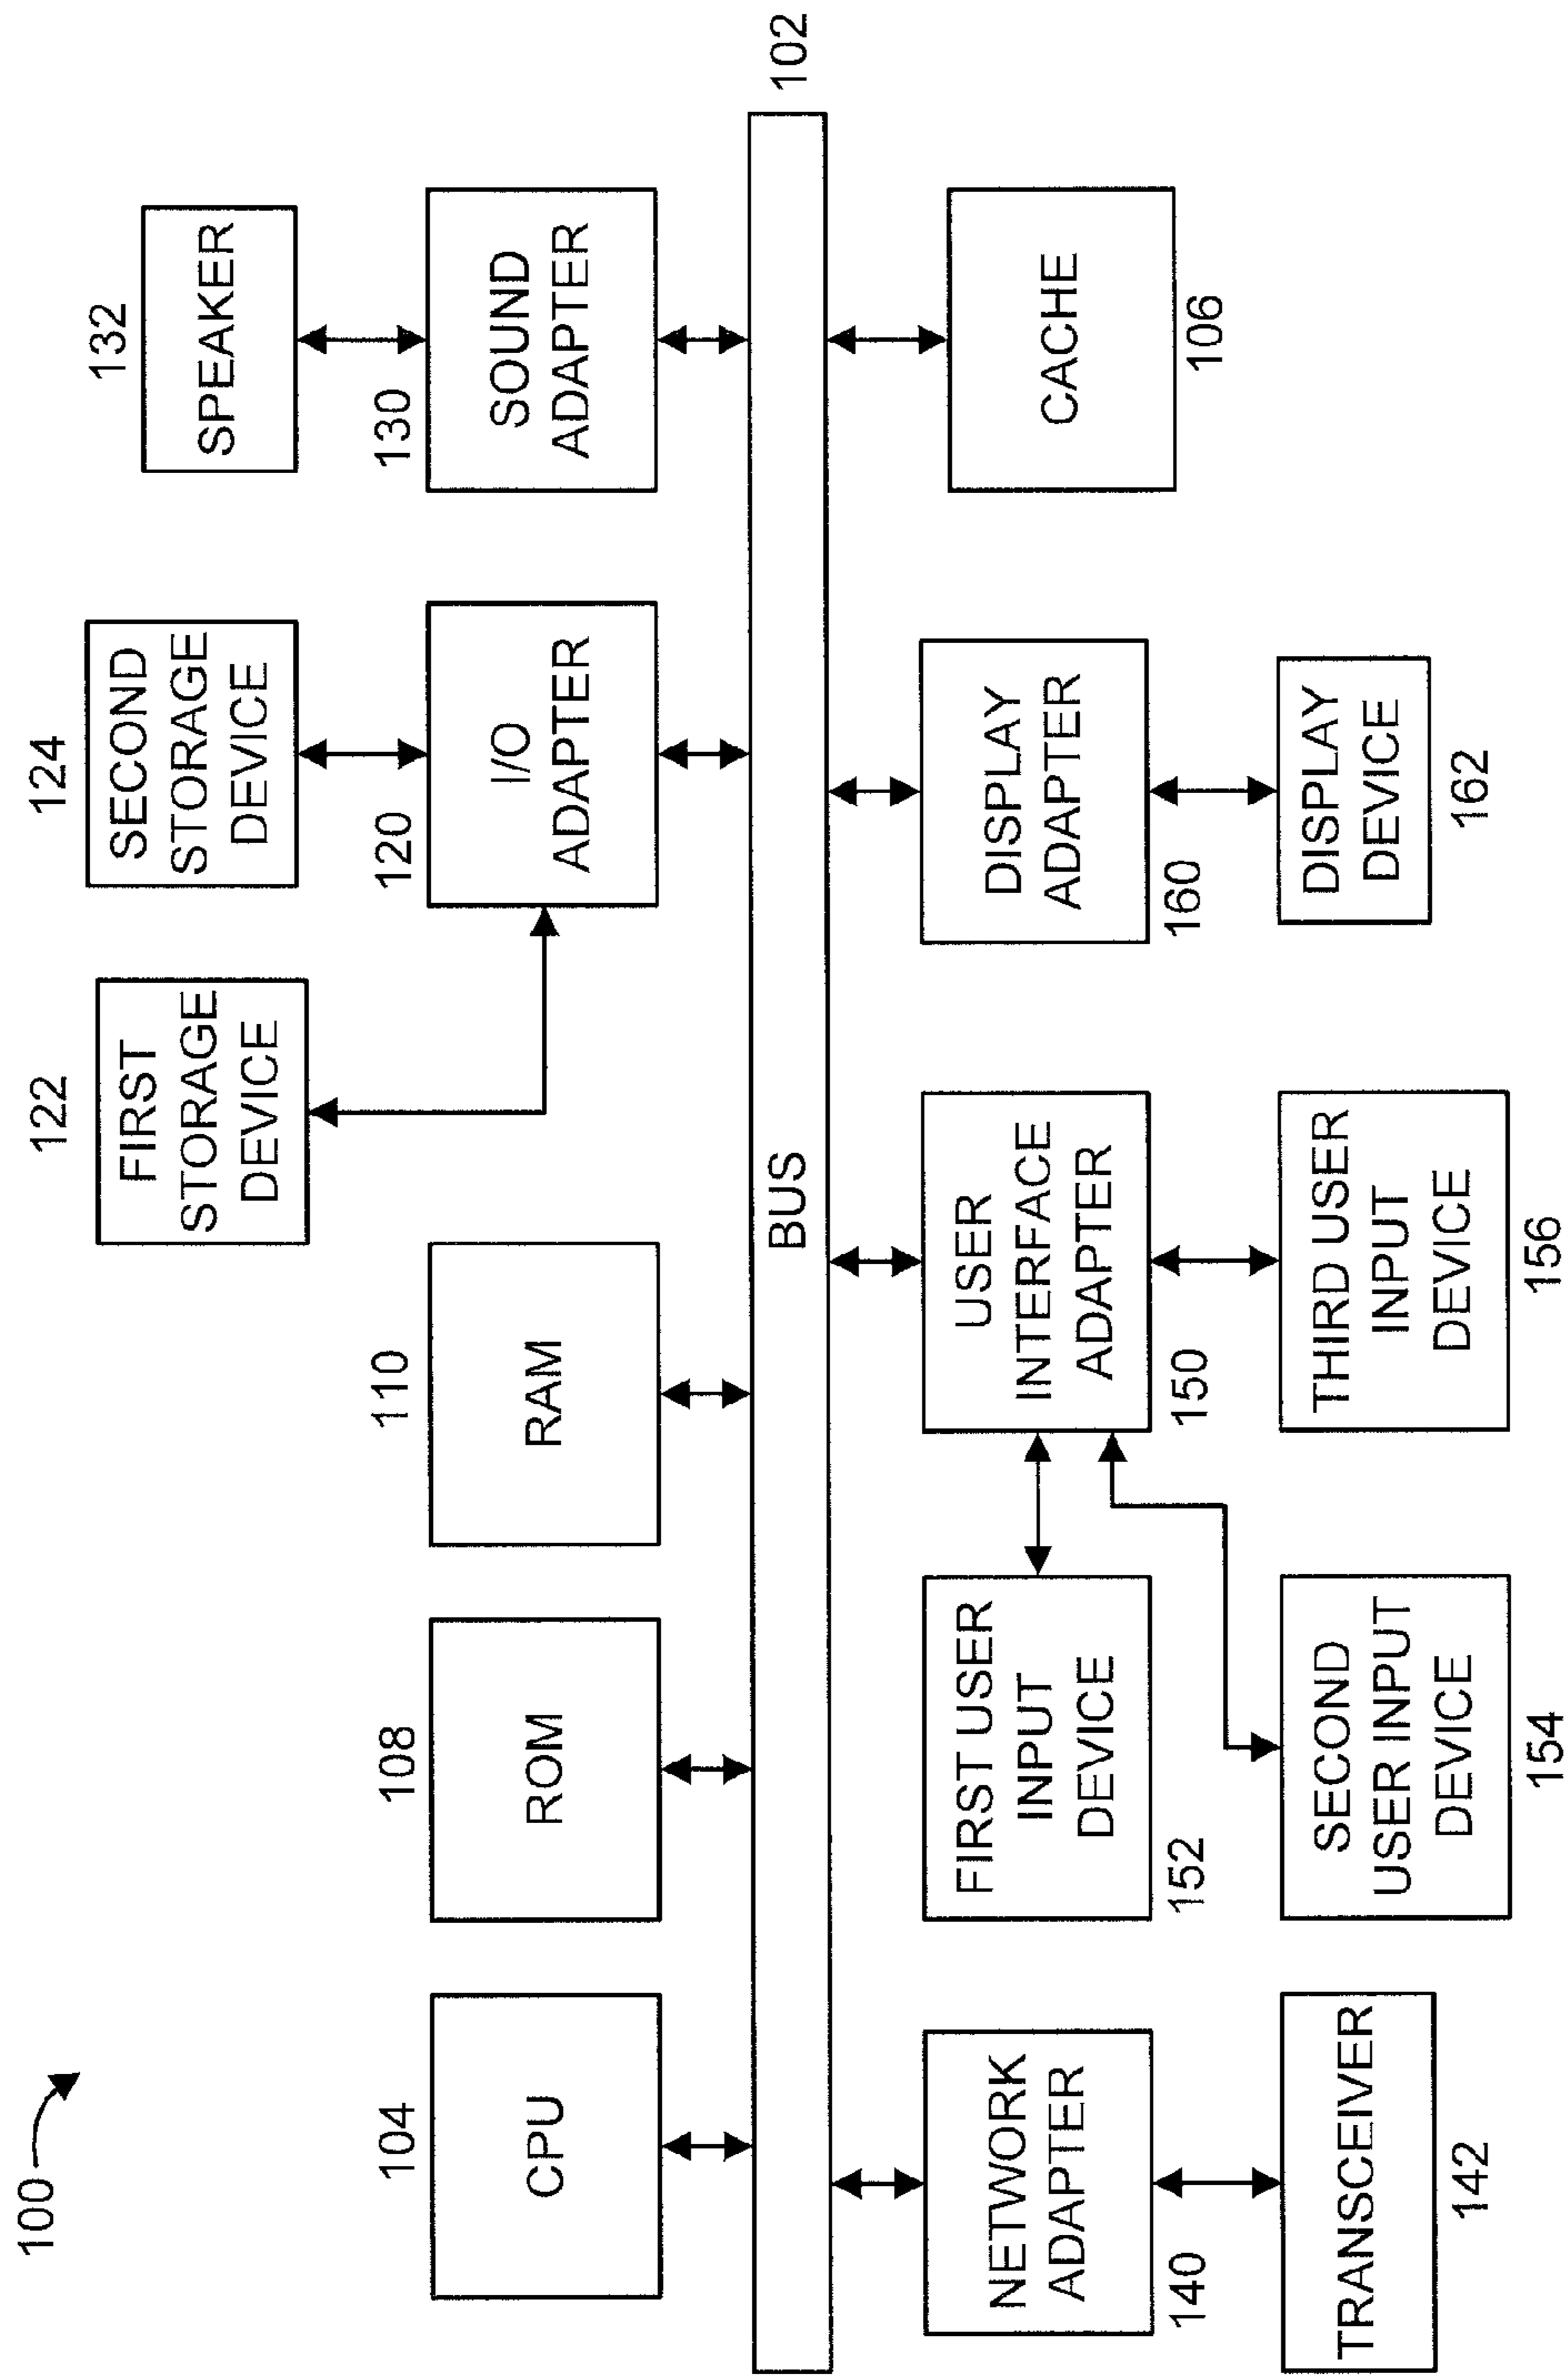 100
122
FIRST
STORAGE
DEVICE
124
SECOND
STORAGE
DEVICE
132
SPEAKER
104
CPU
108
ROM
110
RAM
120
I/O
ADAPTER
130
SOUND
ADAPTER
BUS
102
NETWORK
ADAPTER
140
FIRST USER
INPUT
DEVICE
152
USER
INTERFACE
ADAPTER
150
DISPLAY
ADAPTER
160
CACHE
106
TRANSCEIVER
142
SECOND
USER INPUT
DEVICE
154
THIRD USER
INPUT
DEVICE
156
DISPLAY
DEVICE
162